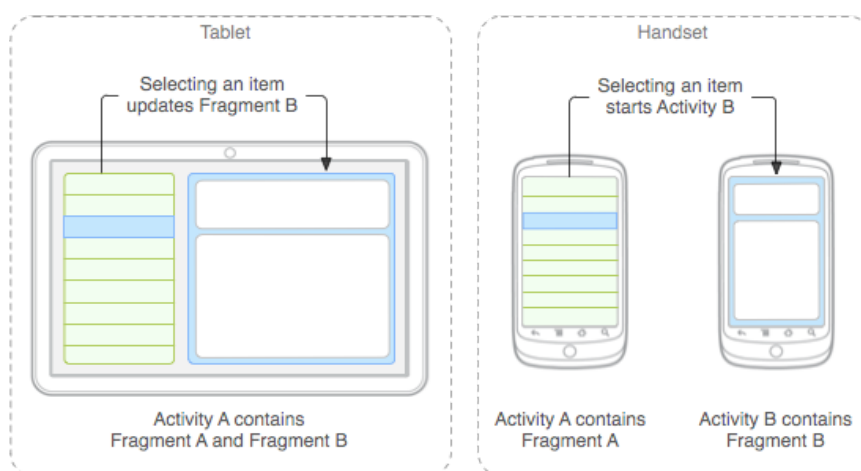 Tablet
Selecting an item
updates Fragment B
Activity A contains
Fragment A and Fragment B
Handset
Selecting an item
starts Activity B
Activity A contains
Fragment A
Activity B contains
Fragment B